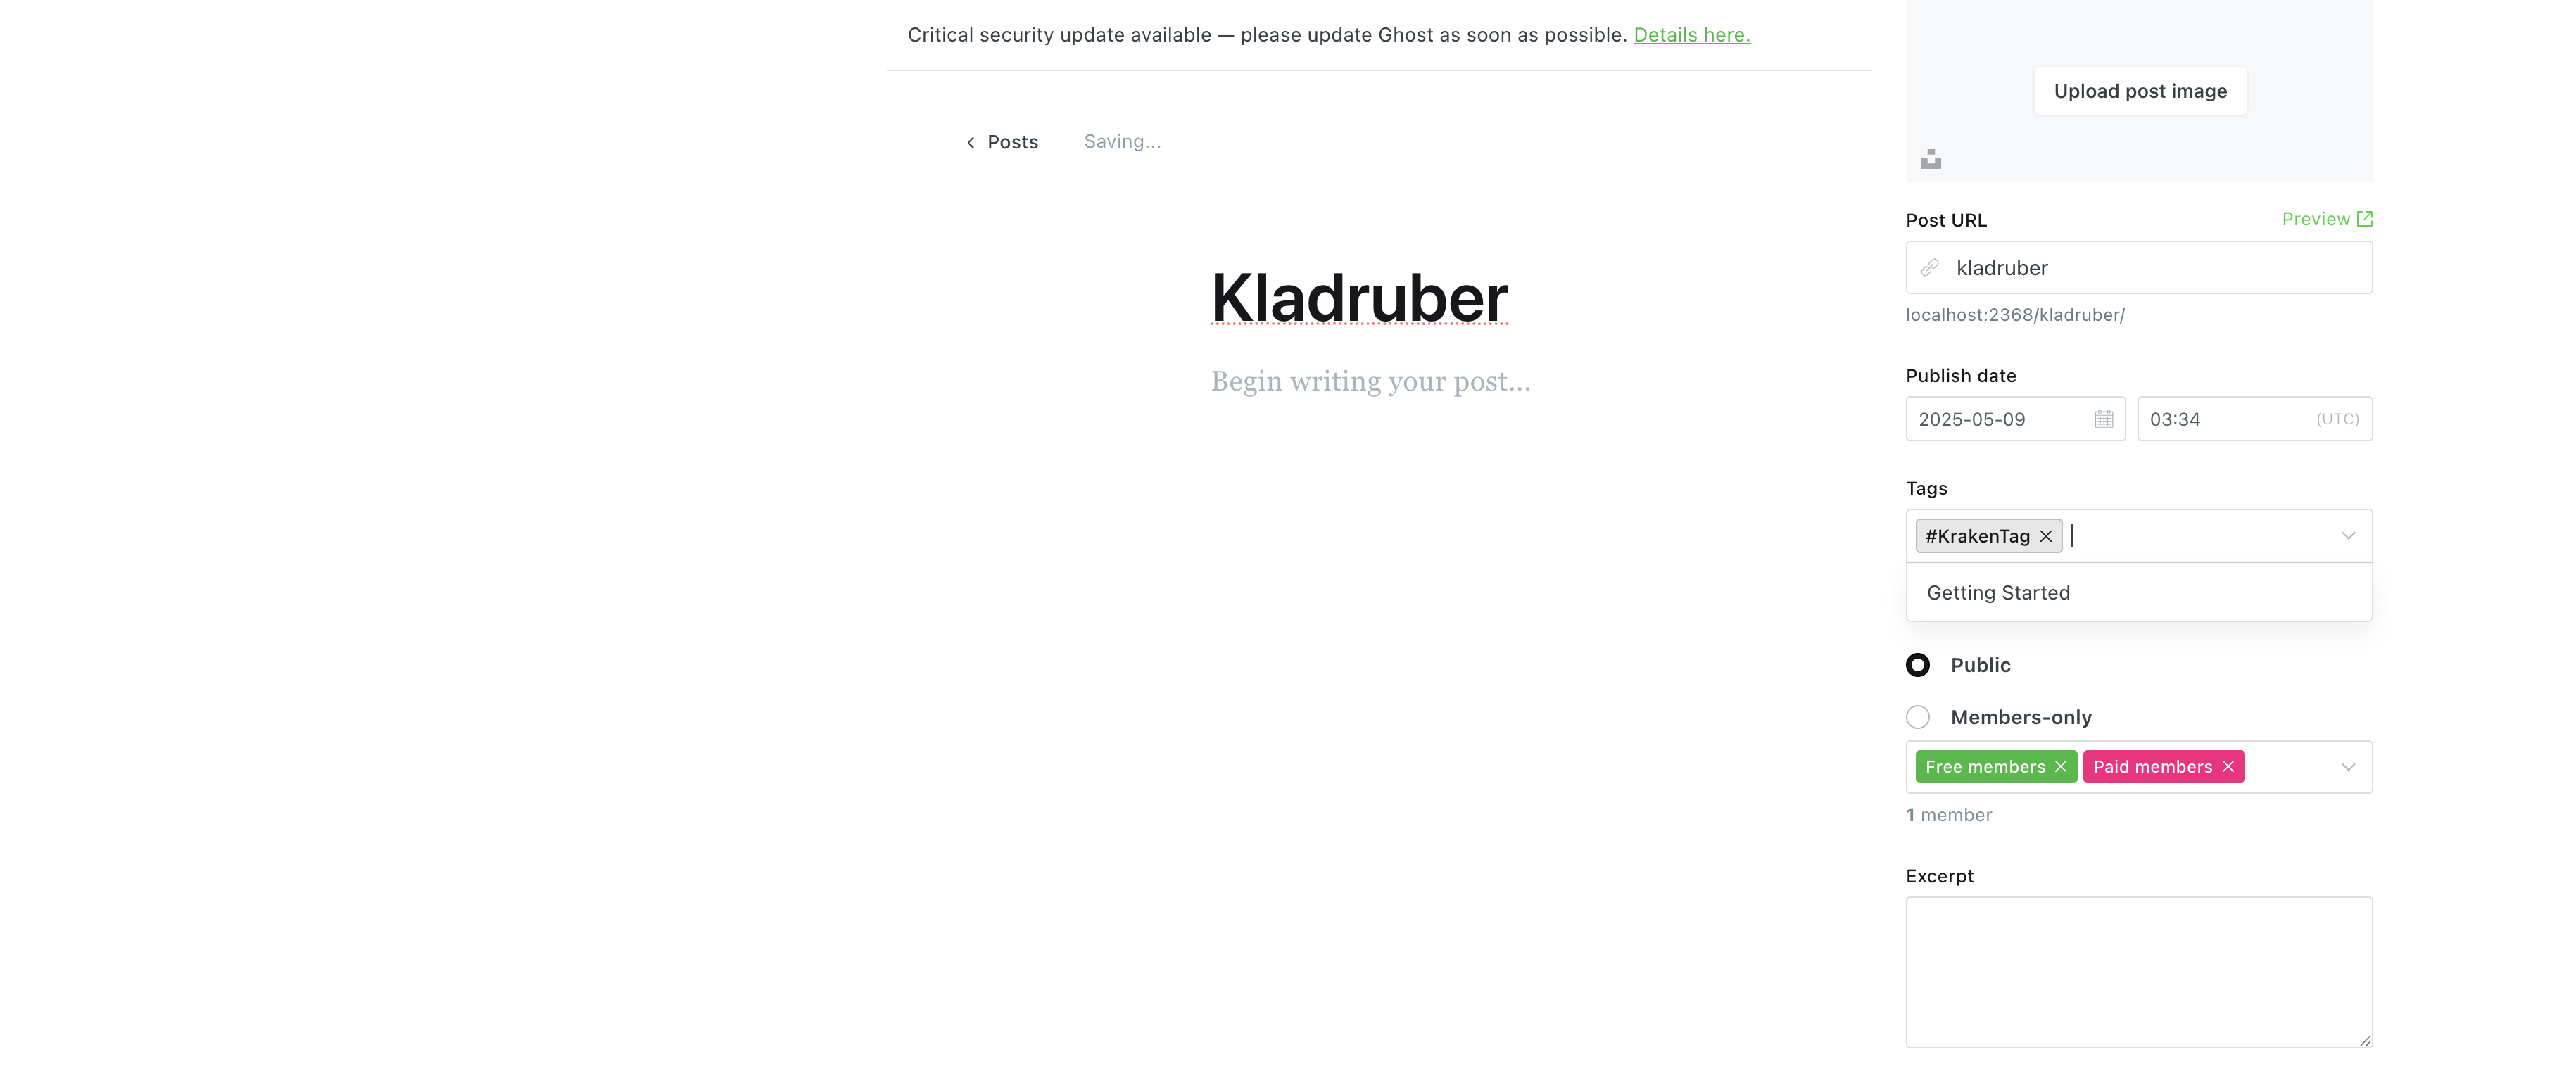 Critical security update available — please update Ghost as soon as possible. Details here.
Posts
Saving...
Kladruber
Begin writing your post...
Upload post image
Post URL
Preview
kladruber
localhost:2368/kladruber/
Publish date
2025-05-09
03:34
(UTC)
Tags
#KrakenTag
Getting Started
Public
Members-only
Free members
Paid members
1 member
Excerpt